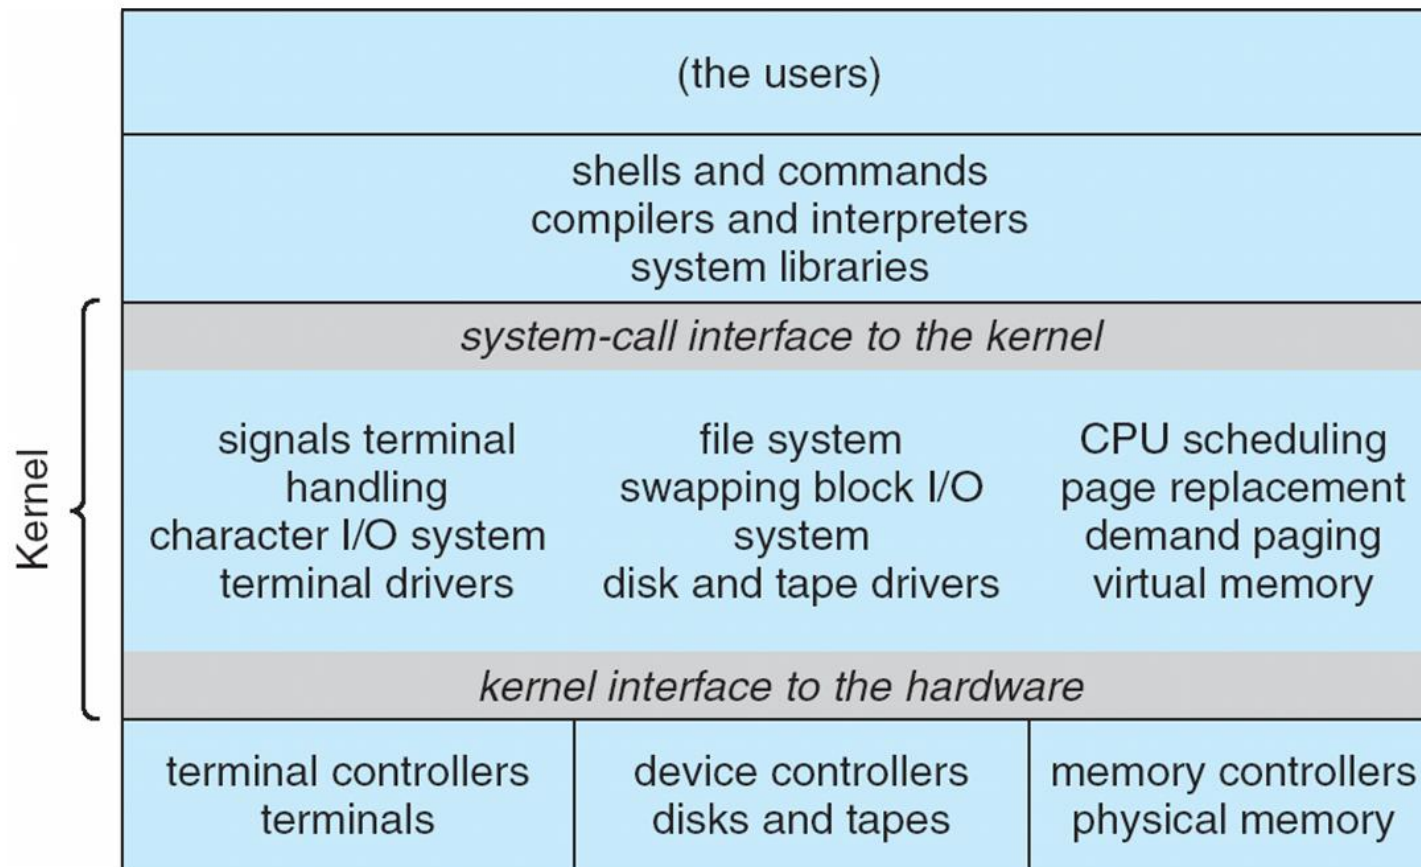 (the users)
shells and commands
compilers and interpreters
system libraries
Kernel
system-call interface to the kernel
signals terminal
handling
character I/O system
terminal drivers
file system
swapping block I/O
system
disk and tape drivers
CPU scheduling
page replacement
demand paging
virtual memory
kernel interface to the hardware
terminal controllers
terminals
device controllers
disks and tapes
memory controllers
physical memory